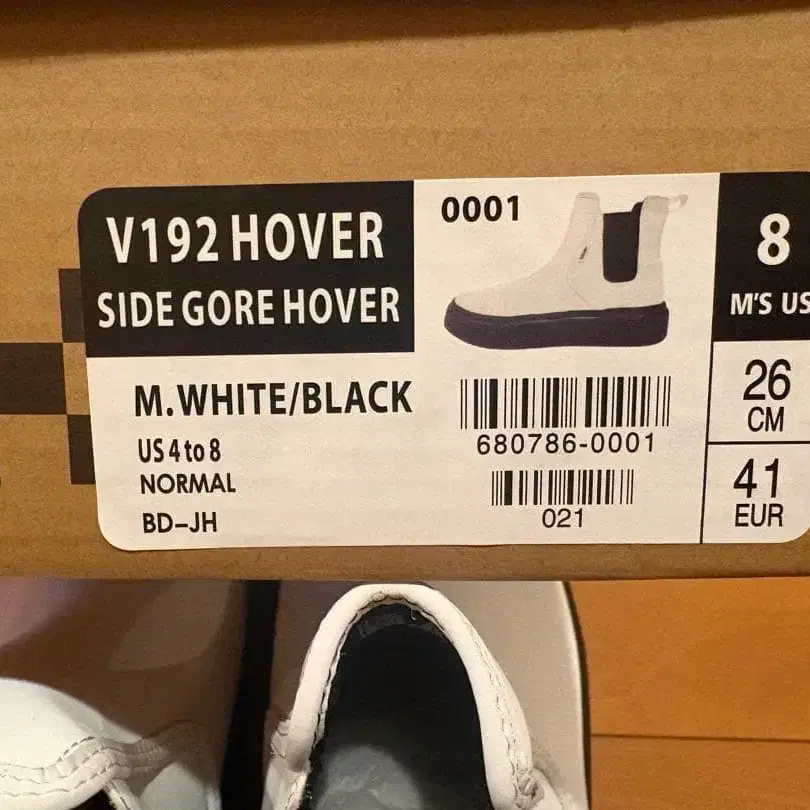 V192 HOVER
SIDE GORE HOVER
M.WHITE/BLACK
US 4 to 8
NORMAL
BD-JH
0001
680786-0001
021
8
M'S US
26
CM
41
EUR